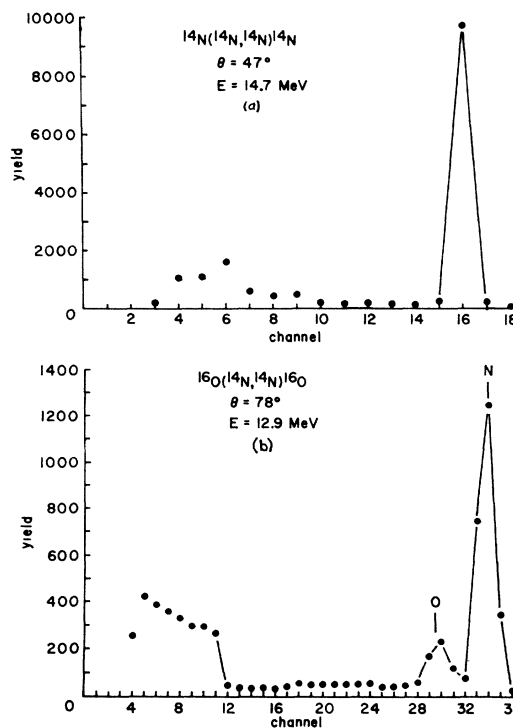 ¹⁴N(¹⁴N,¹⁴N)¹⁴N
θ = 47°
E = 14.7 MeV
(a)
yield
10000
8000
6000
4000
2000
0
2 4 6 8 10 12 14 16 18
channel
¹⁶O(¹⁴N,¹⁴N)¹⁶O
θ = 78°
E = 12.9 MeV
(b)
N
O
yield
1400
1200
1000
800
600
400
200
0
4 8 12 16 20 24 28 32 36
channel